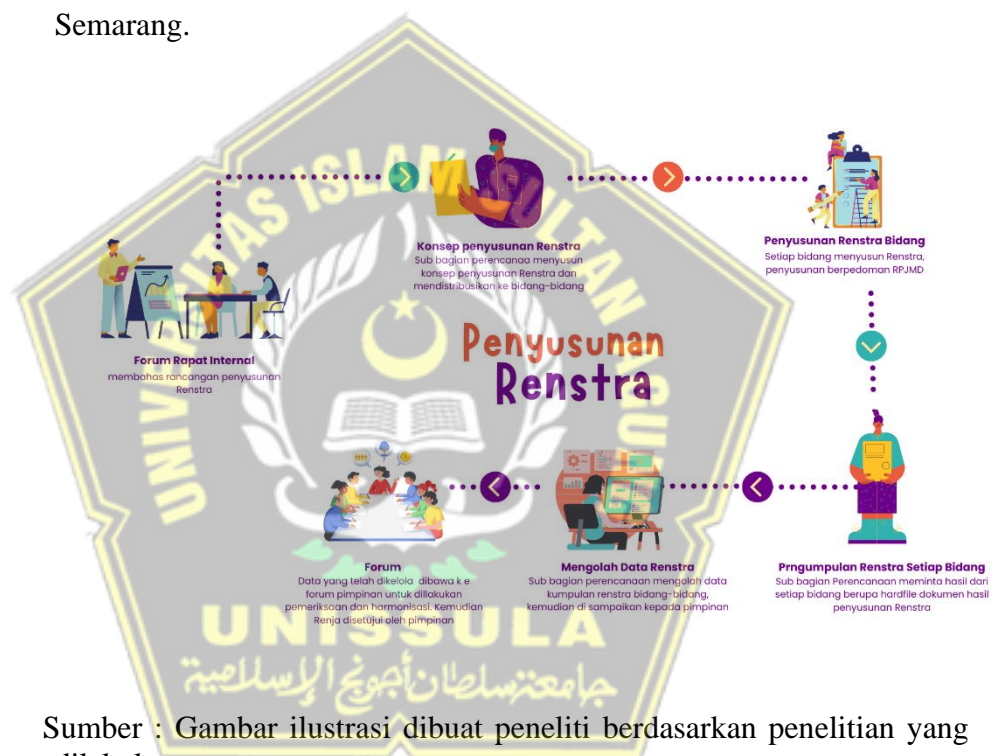 Semarang.
Forum Rapat Internal
membahas rancangan penyusunan
Renstra
Konsep penyusunan Renstra
Sub bagian perencanaa menyusun
konsep penyusunan Renstra dan
mendistribusikan ke bidang-bidang
Penyusunan Renstra Bidang
Setiap bidang menyusun Renstra,
penyusunan berpedoman RPJMD
Penyusunan
Renstra
Prngumpulan Renstra Setiap Bidang
Sub bagian Perencanaan meminta hasil dari
setiap bidang berupa hardfile dokumen hasil
penyusunan Renstra
Mengolah Data Renstra
Sub bagian perencanaan mengolah data
kumpulan renstra bidang-bidang,
kemudian di sampaikan kepada pimpinan
Forum
Data yang telah dikelola dibawa k e
forum pimpinan untuk dillakukan
pemeriksaan dan harmonisasi. Kemudian
Renja disetujui oleh pimpinan
UNIVERSITAS ISLAM SULTAN AGUNG
UNISSULA
جامعة سلطان أجونج الإسلامية
Sumber : Gambar ilustrasi dibuat peneliti berdasarkan penelitian yang